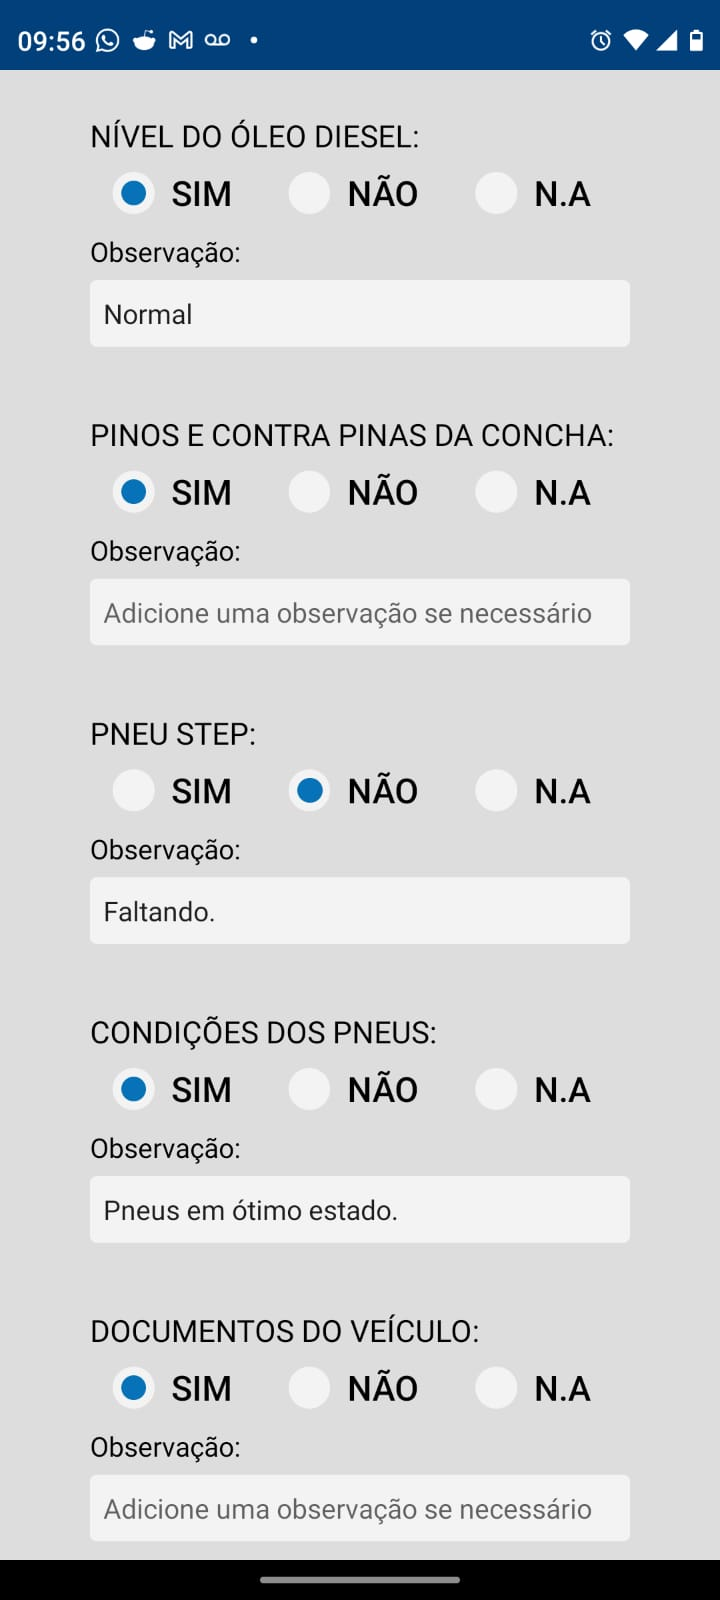 09:56
NÍVEL DO ÓLEO DIESEL:
SIM NÃO N.A
Observação:
Normal
PINOS E CONTRA PINAS DA CONCHA:
SIM NÃO N.A
Observação:
Adicione uma observação se necessário
PNEU STEP:
SIM NÃO N.A
Observação:
Faltando.
CONDIÇÕES DOS PNEUS:
SIM NÃO N.A
Observação:
Pneus em ótimo estado.
DOCUMENTOS DO VEÍCULO:
SIM NÃO N.A
Observação:
Adicione uma observação se necessário